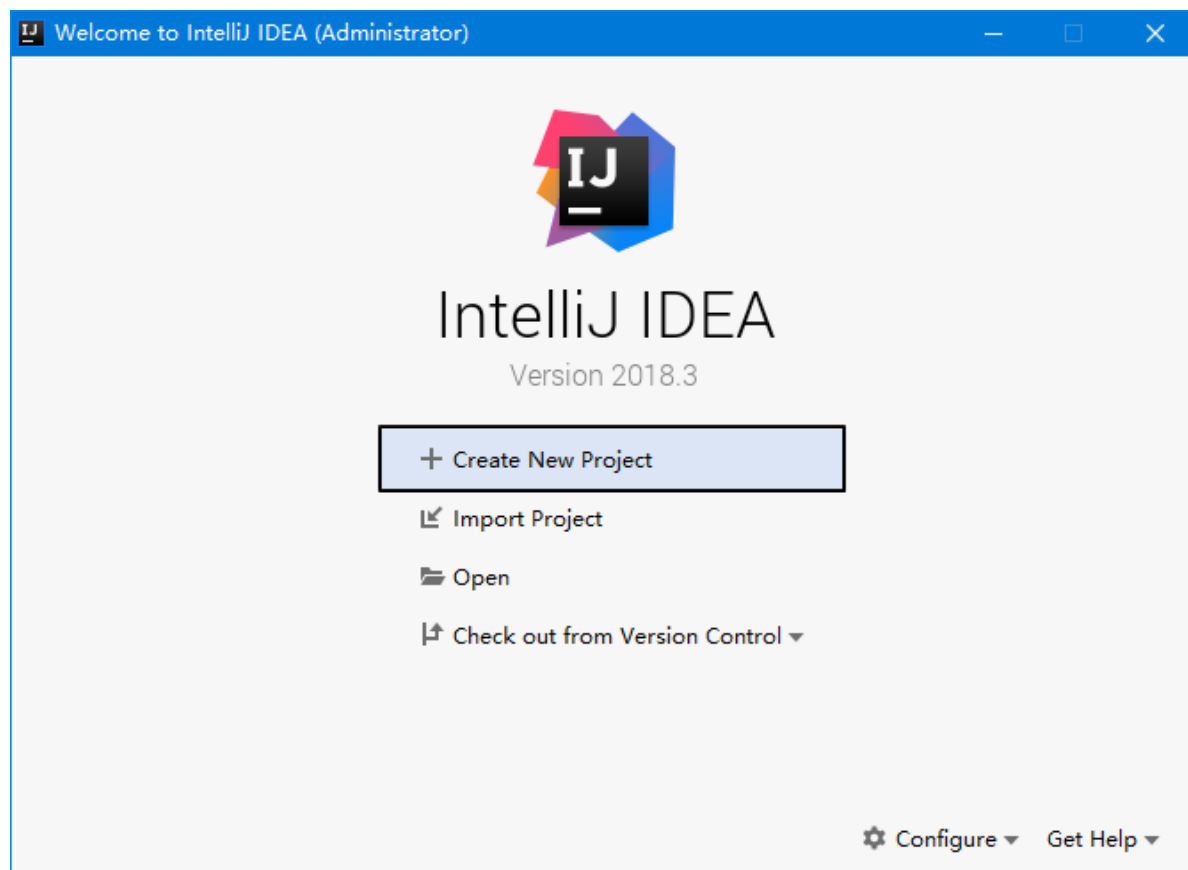 IJ Welcome to IntelliJ IDEA (Administrator)
IJ
IntelliJ IDEA
Version 2018.3
Create New Project
Import Project
Open
Check out from Version Control
Configure Get Help